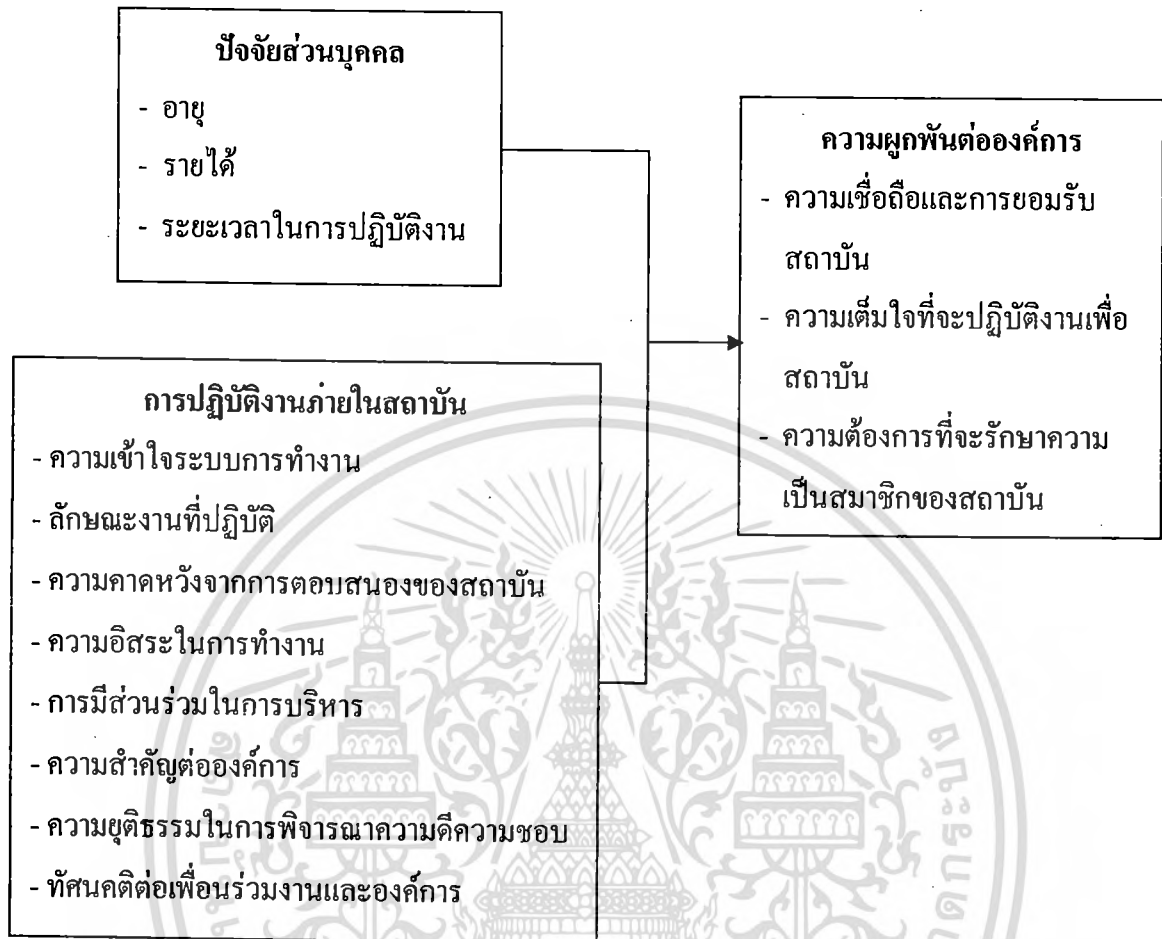 ปัจจัยส่วนบุคคล
- อายุ
- รายได้
- ระยะเวลาในการปฏิบัติงาน
ความผูกพันต่อองค์การ
- ความเชื่อถือและการยอมรับ
สถาบัน
- ความเต็มใจที่จะปฏิบัติงานเพื่อ
สถาบัน
- ความต้องการที่จะรักษาความ
เป็นสมาชิกของสถาบัน
การปฏิบัติงานภายในสถาบัน
- ความเข้าใจระบบการทำงาน
- ลักษณะงานที่ปฏิบัติ
- ความคาดหวังจากการตอบสนองของสถาบัน
- ความอิสระในการทำงาน
- การมีส่วนร่วมในการบริหาร
- ความสำคัญต่อองค์การ
- ความยุติธรรมในการพิจารณาความดีความชอบ
- ทัศนคติต่อเพื่อนร่วมงานและองค์การ